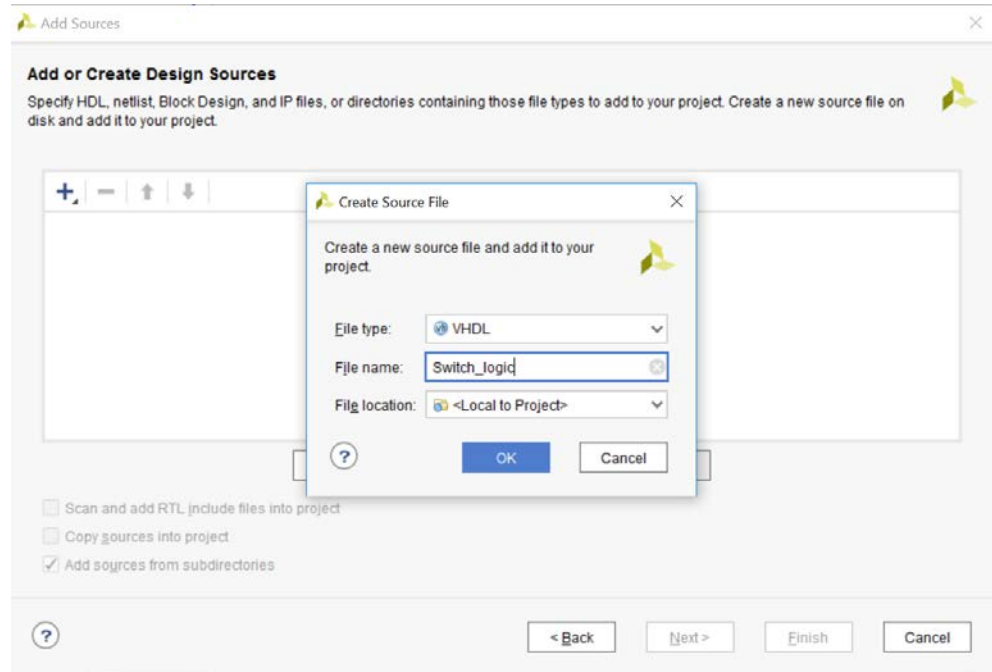 Add Sources
Add or Create Design Sources
Specify HDL, netlist, Block Design, and IP files, or directories containing those file types to add to your project. Create a new source file on
disk and add it to your project.
Create Source File
Create a new source file and add it to your
project.
File type: VHDL
File name: Switch_logic
File location: <Local to Project>
? OK Cancel
Scan and add RTL include files into project
Copy sources into project
Add sources from subdirectories
? < Back Next > Finish Cancel